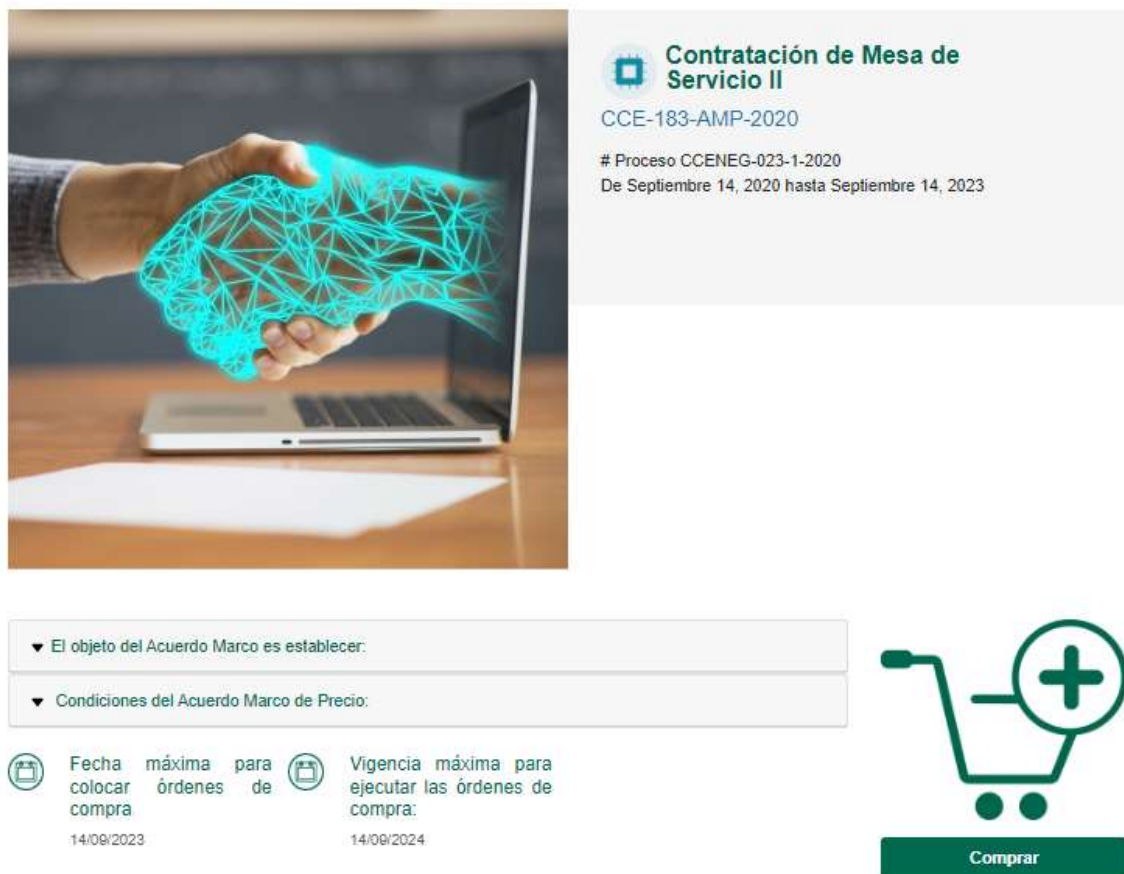 Contratación de Mesa de
Servicio II
CCE-183-AMP-2020
# Proceso CCENEG-023-1-2020
De Septiembre 14, 2020 hasta Septiembre 14, 2023
El objeto del Acuerdo Marco es establecer:
Condiciones del Acuerdo Marco de Precio:
Fecha máxima para
colocar órdenes de
compra
14/09/2023
Vigencia máxima para
ejecutar las órdenes de
compra:
14/09/2024
Comprar